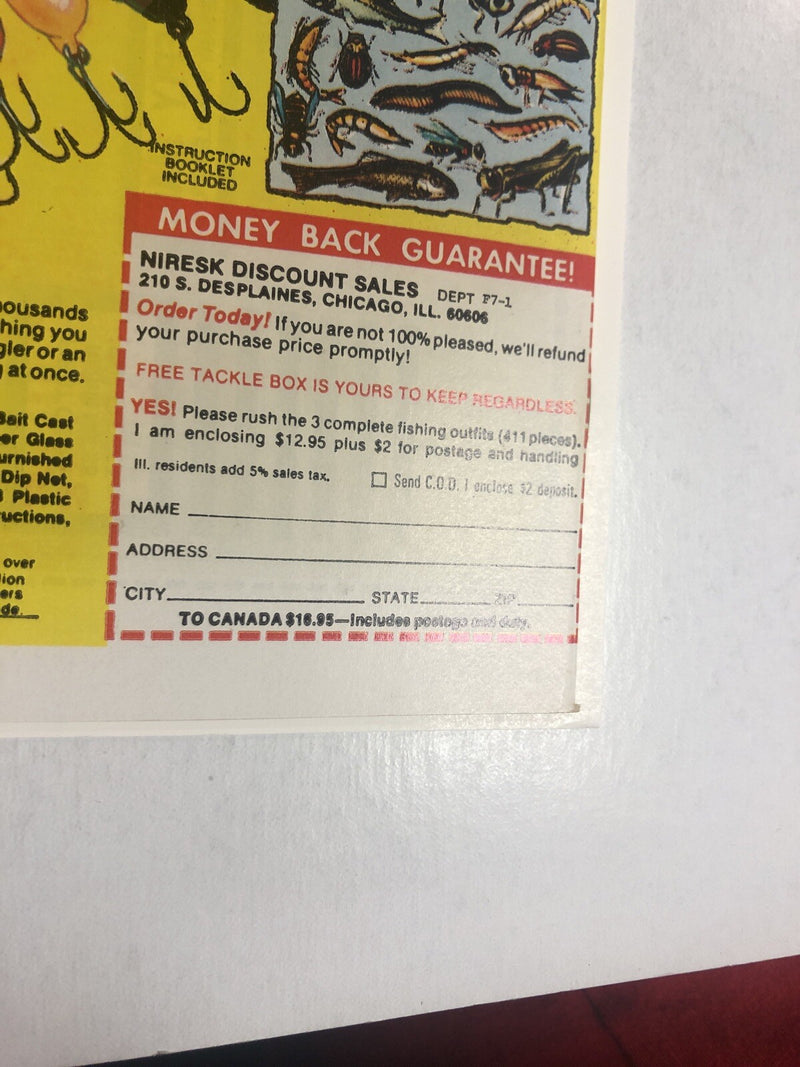 INSTRUCTION
BOOKLET
INCLUDED
MONEY BACK GUARANTEE!
NIRESK DISCOUNT SALES DEPT F7-1
210 S. DESPLAINES, CHICAGO, ILL. 60606
Order Today! If you are not 100% pleased, we'll refund
your purchase price promptly!
FREE TACKLE BOX IS YOURS TO KEEP REGARDLESS.
YES! Please rush the 3 complete fishing outfits (411 pieces).
I am enclosing $12.95 plus $2 for postage and handling
Ill. residents add 5% sales tax. Send C.O.D. I enclose $2 deposit.
NAME
ADDRESS
CITY STATE ZIP
TO CANADA $16.95—Includes postage and duty.
ousands
hing you
gler or an
at once.
Bait Cast
er Glass
urnished
Dip Net,
Plastic
uctions,
over
lion
ers
de.